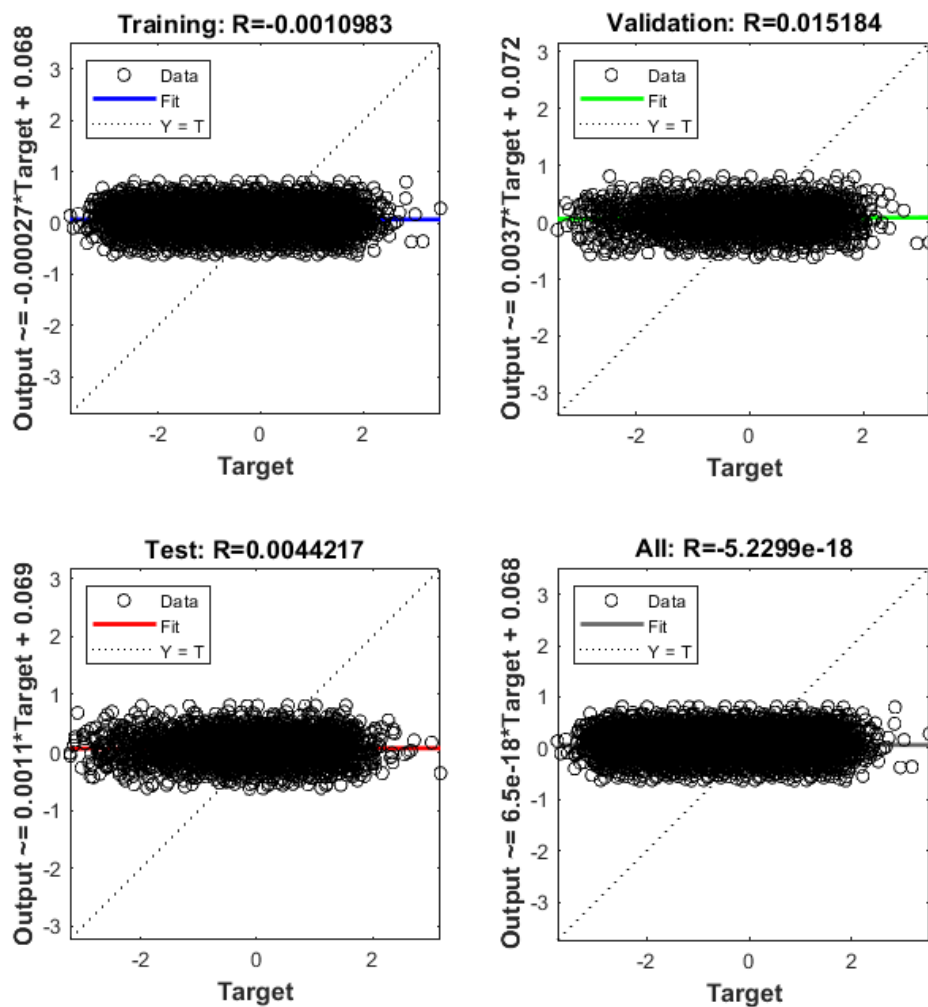 Training: R=-0.0010983
Output ~= -0.00027*Target + 0.068
3
2
1
0
-1
-2
-3
Data
Fit
Y = T
-2 0 2
Target
Validation: R=0.015184
Output ~= 0.0037*Target + 0.072
3
2
1
0
-1
-2
-3
Data
Fit
Y = T
-2 0 2
Target
Test: R=0.0044217
Output ~= 0.0011*Target + 0.069
3
2
1
0
-1
-2
-3
Data
Fit
Y = T
-2 0 2
Target
All: R=-5.2299e-18
Output ~= 6.5e-18*Target + 0.068
3
2
1
0
-1
-2
-3
Data
Fit
Y = T
-2 0 2
Target